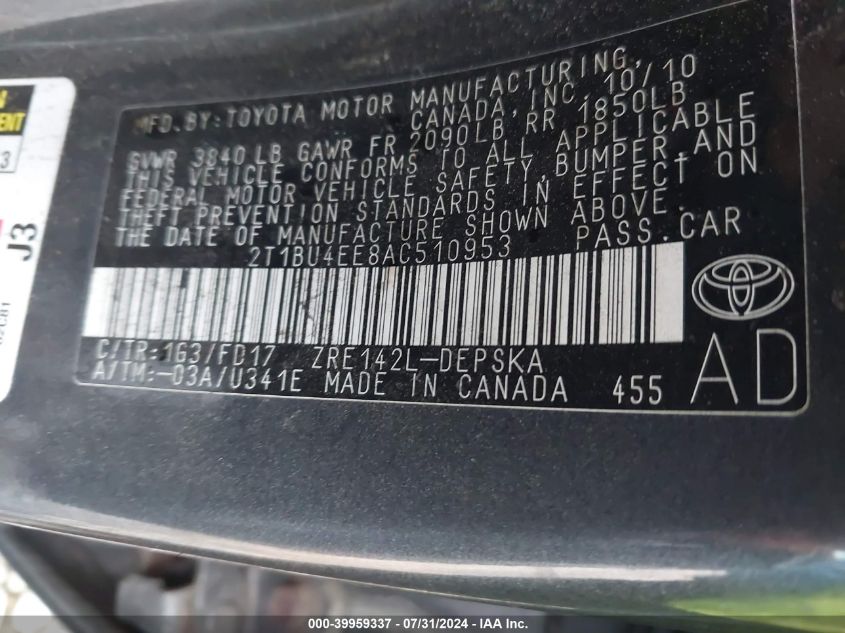 MFD.BY:TOYOTA MOTOR MANUFACTURING,
CANADA, INC. 10/10
GVWR 3840 LB GAWR FR 2090LB RR 1850LB
THIS VEHICLE CONFORMS TO ALL APPLICABLE
FEDERAL MOTOR VEHICLE SAFETY,BUMPER,AND
THEFT PREVENTION STANDARDS IN EFFECT ON
THE DATE OF MANUFACTURE SHOWN ABOVE.
2T1BU4EE8AC510953 PASS.CAR
C/TR:163/FD17 ZRE142L-DEPSKA
A/TM:-03A/U341E MADE IN CANADA 455
AD
J3
000-39959337 - 07/31/2024 - IAAI.com